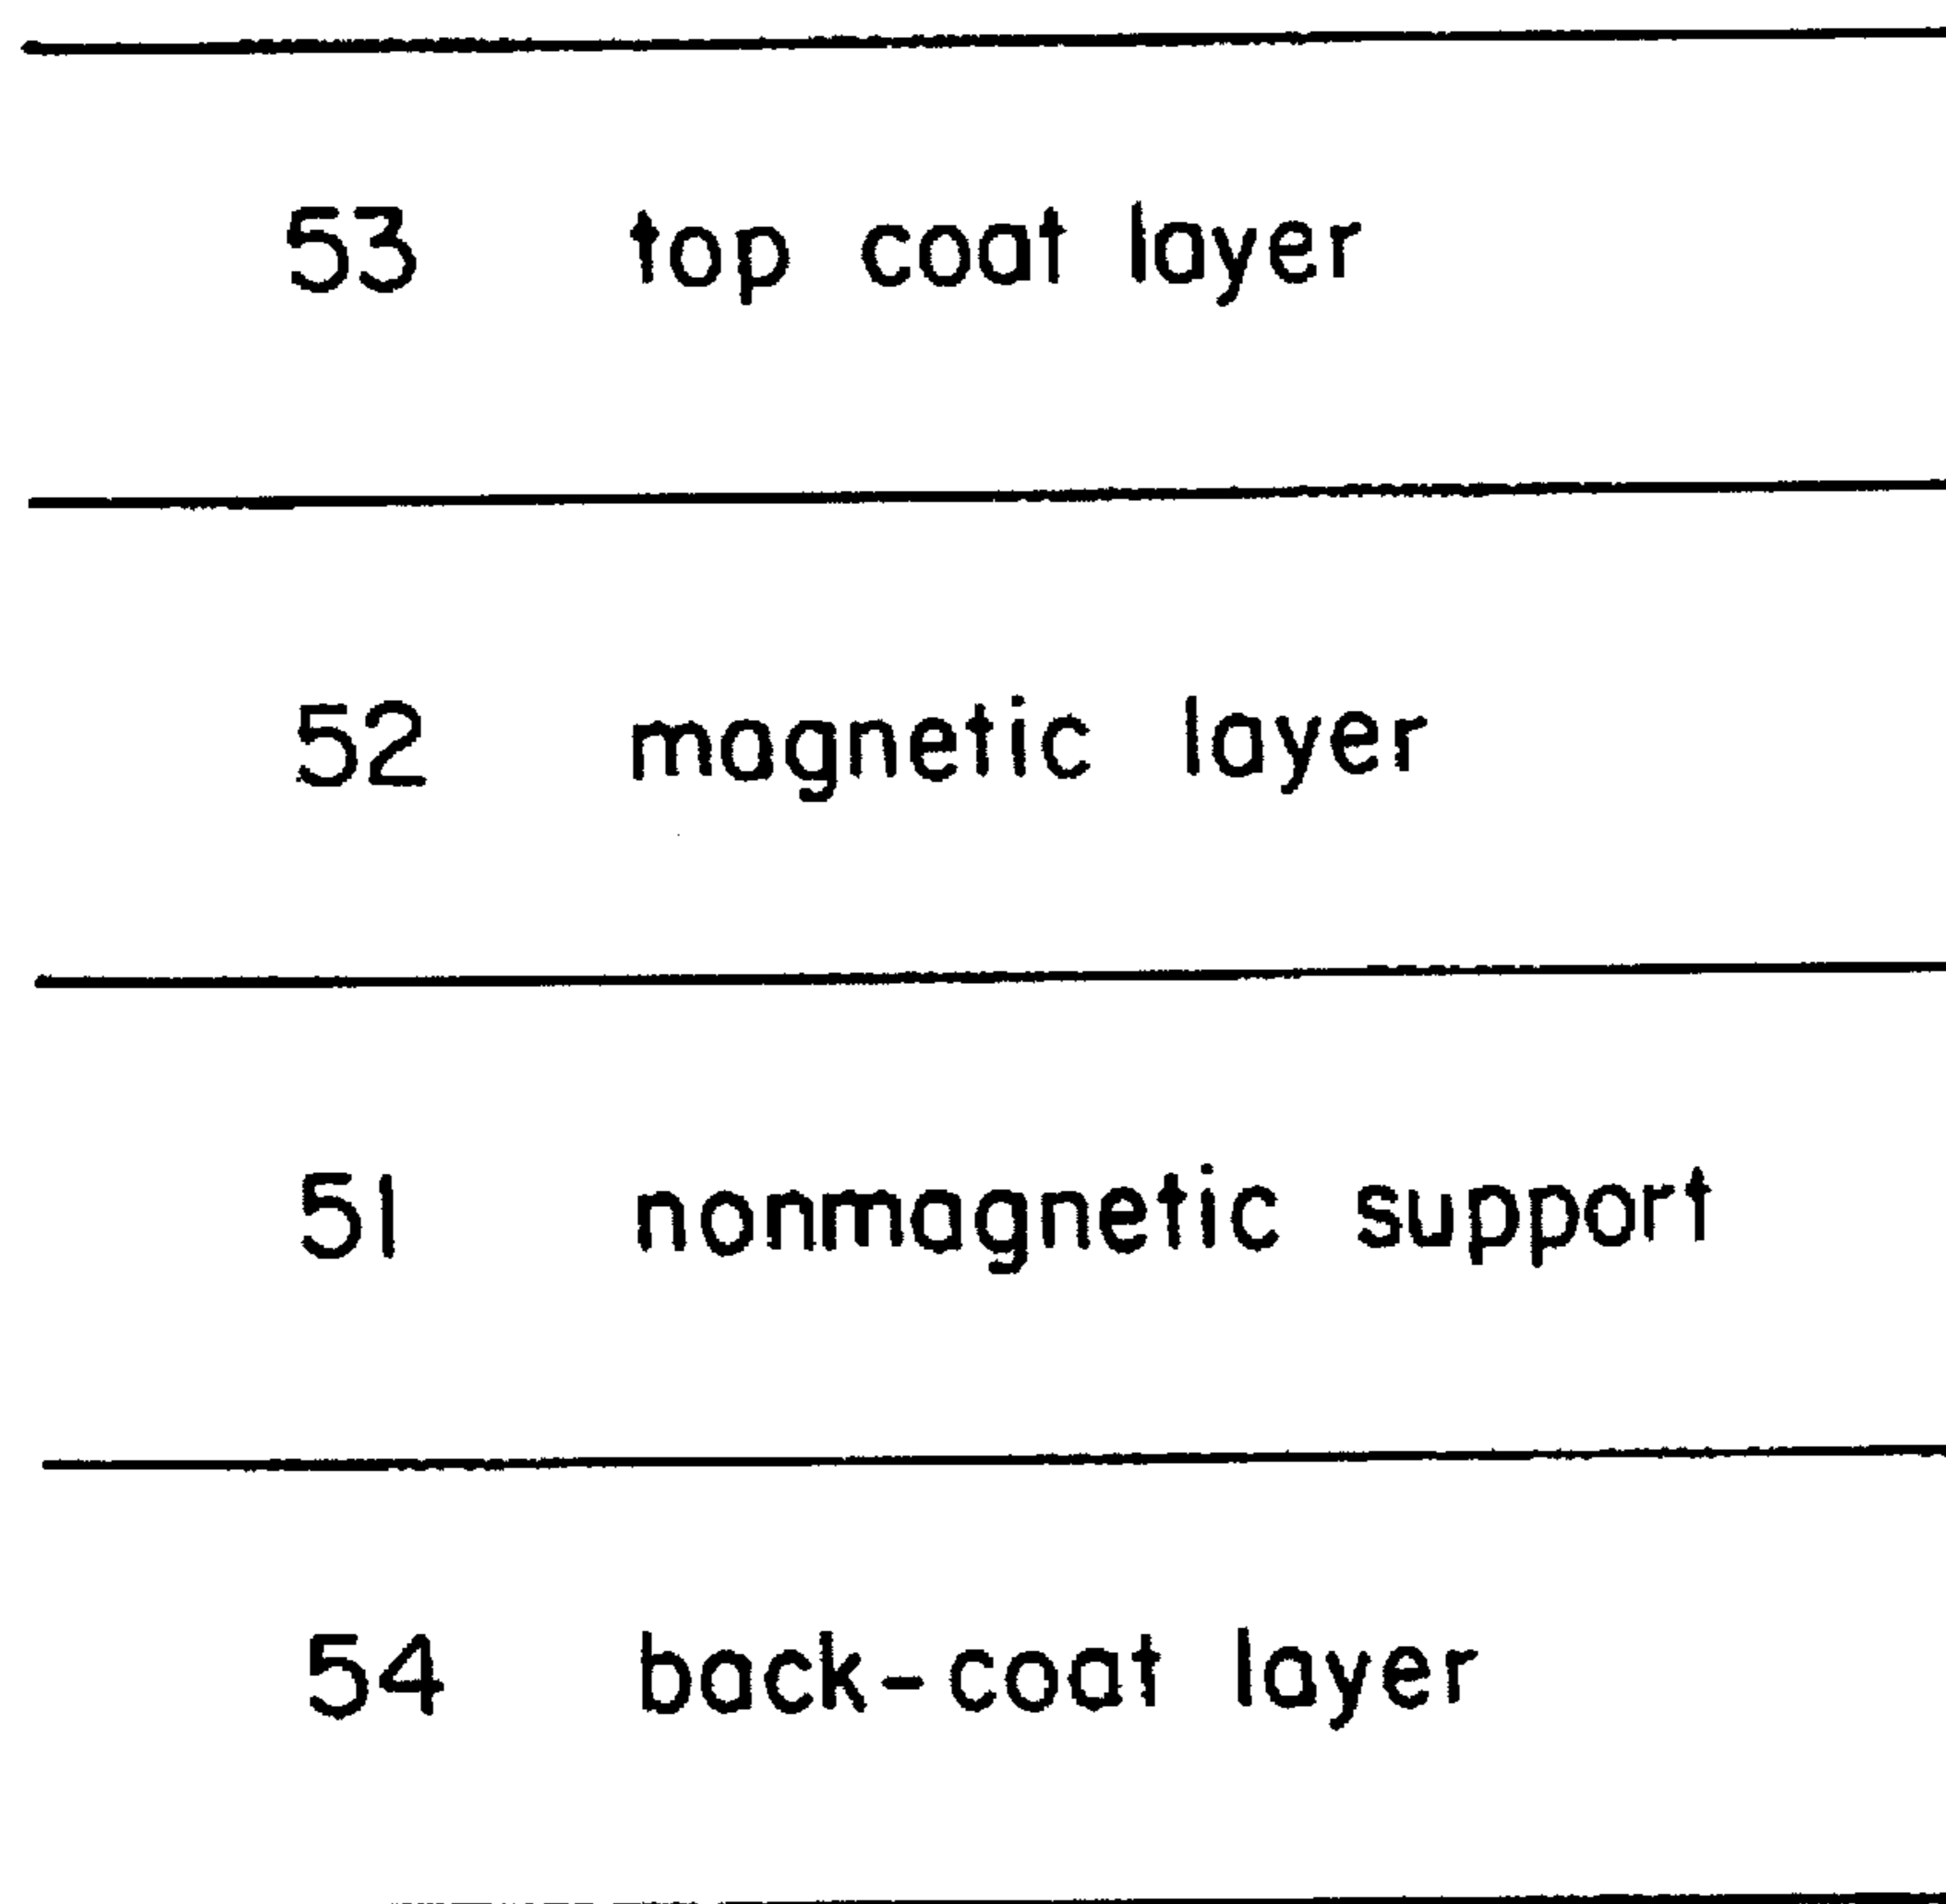 53 top coat layer
52 magnetic layer
51 nonmagnetic support
54 back-coat layer